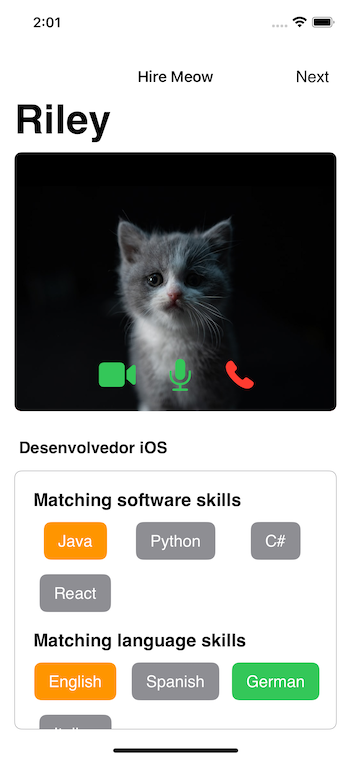 2:01
Hire Meow Next
Riley
Desenvolvedor iOS
Matching software skills
Java Python C#
React
Matching language skills
English Spanish German